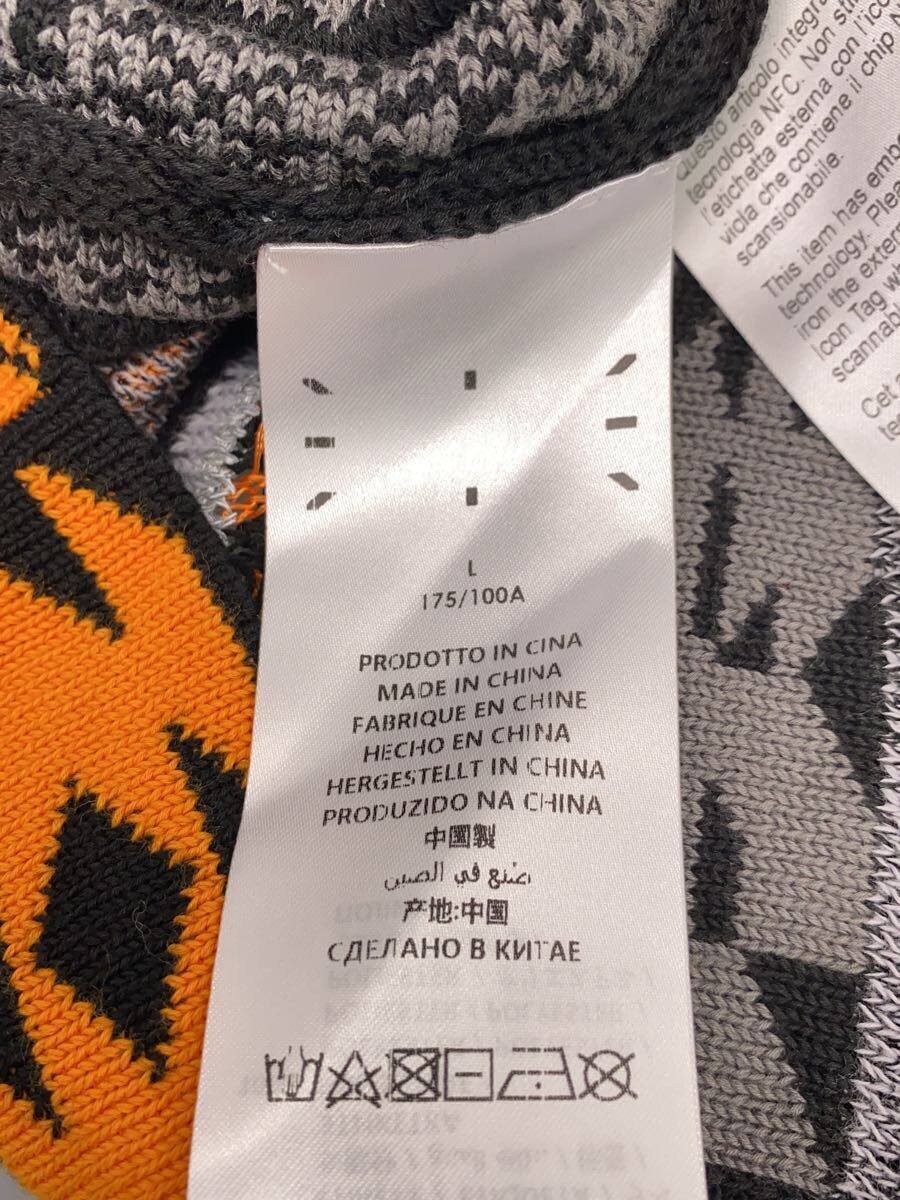 Questo articolo integra
tecnologia NFC. Non
l'etichetta esterna con l'ico
viola che contiene il chip
scansionabile.
This item has emb
technology. Plea
iron the exter
Icon Tag wh
scannab
Cet
te
L
175/100A
PRODOTTO IN CINA
MADE IN CHINA
FABRIQUE EN CHINE
HECHO EN CHINA
HERGESTELLT IN CHINA
PRODUZIDO NA CHINA
中國製
صنع في الصين
产地:中国
СДЕЛАНО В КИТАЕ